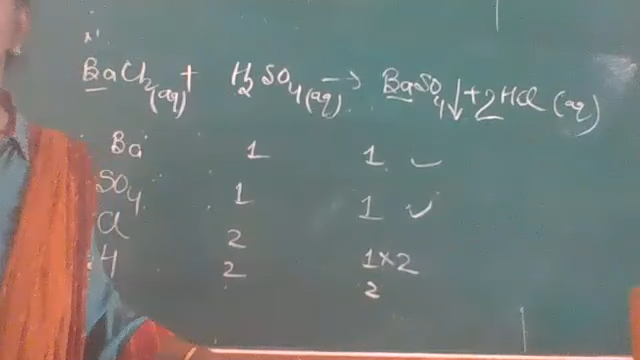 BaCl2(aq) + H2SO4(aq) → BaSO4↓ + 2HCl (aq)
Ba 1 1 ✓
SO4 1 1 ✓
Cl 2 1×2
H 2 2